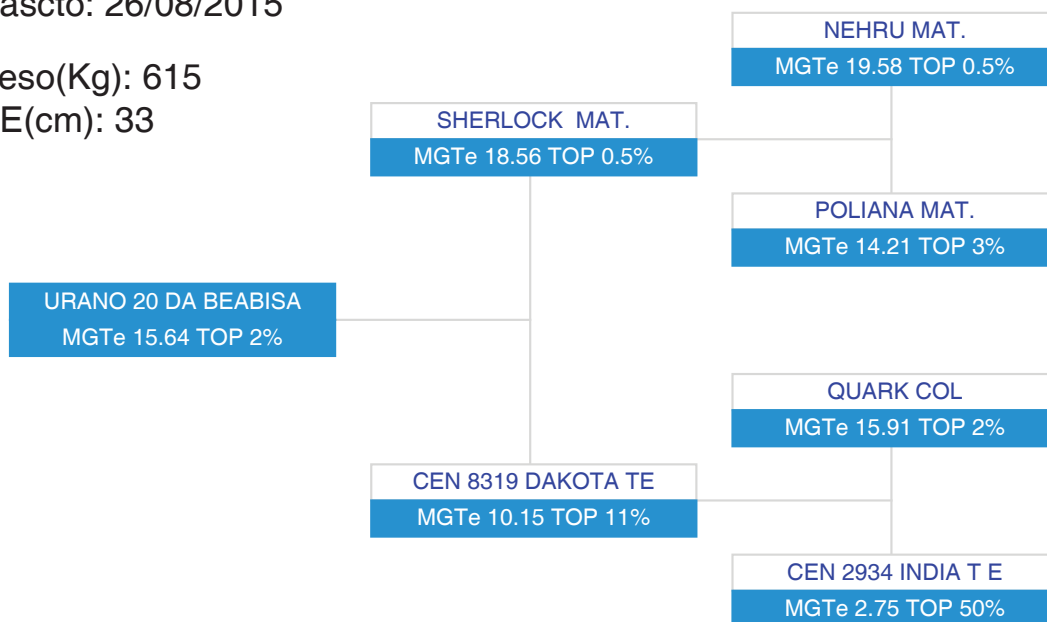 ascto: 26/08/2015
eso(Kg): 615
E(cm): 33
NEHRU MAT.
MGTe 19.58 TOP 0.5%
SHERLOCK MAT.
MGTe 18.56 TOP 0.5%
POLIANA MAT.
MGTe 14.21 TOP 3%
URANO 20 DA BEABISA
MGTe 15.64 TOP 2%
QUARK COL
MGTe 15.91 TOP 2%
CEN 8319 DAKOTA TE
MGTe 10.15 TOP 11%
CEN 2934 INDIA T E
MGTe 2.75 TOP 50%